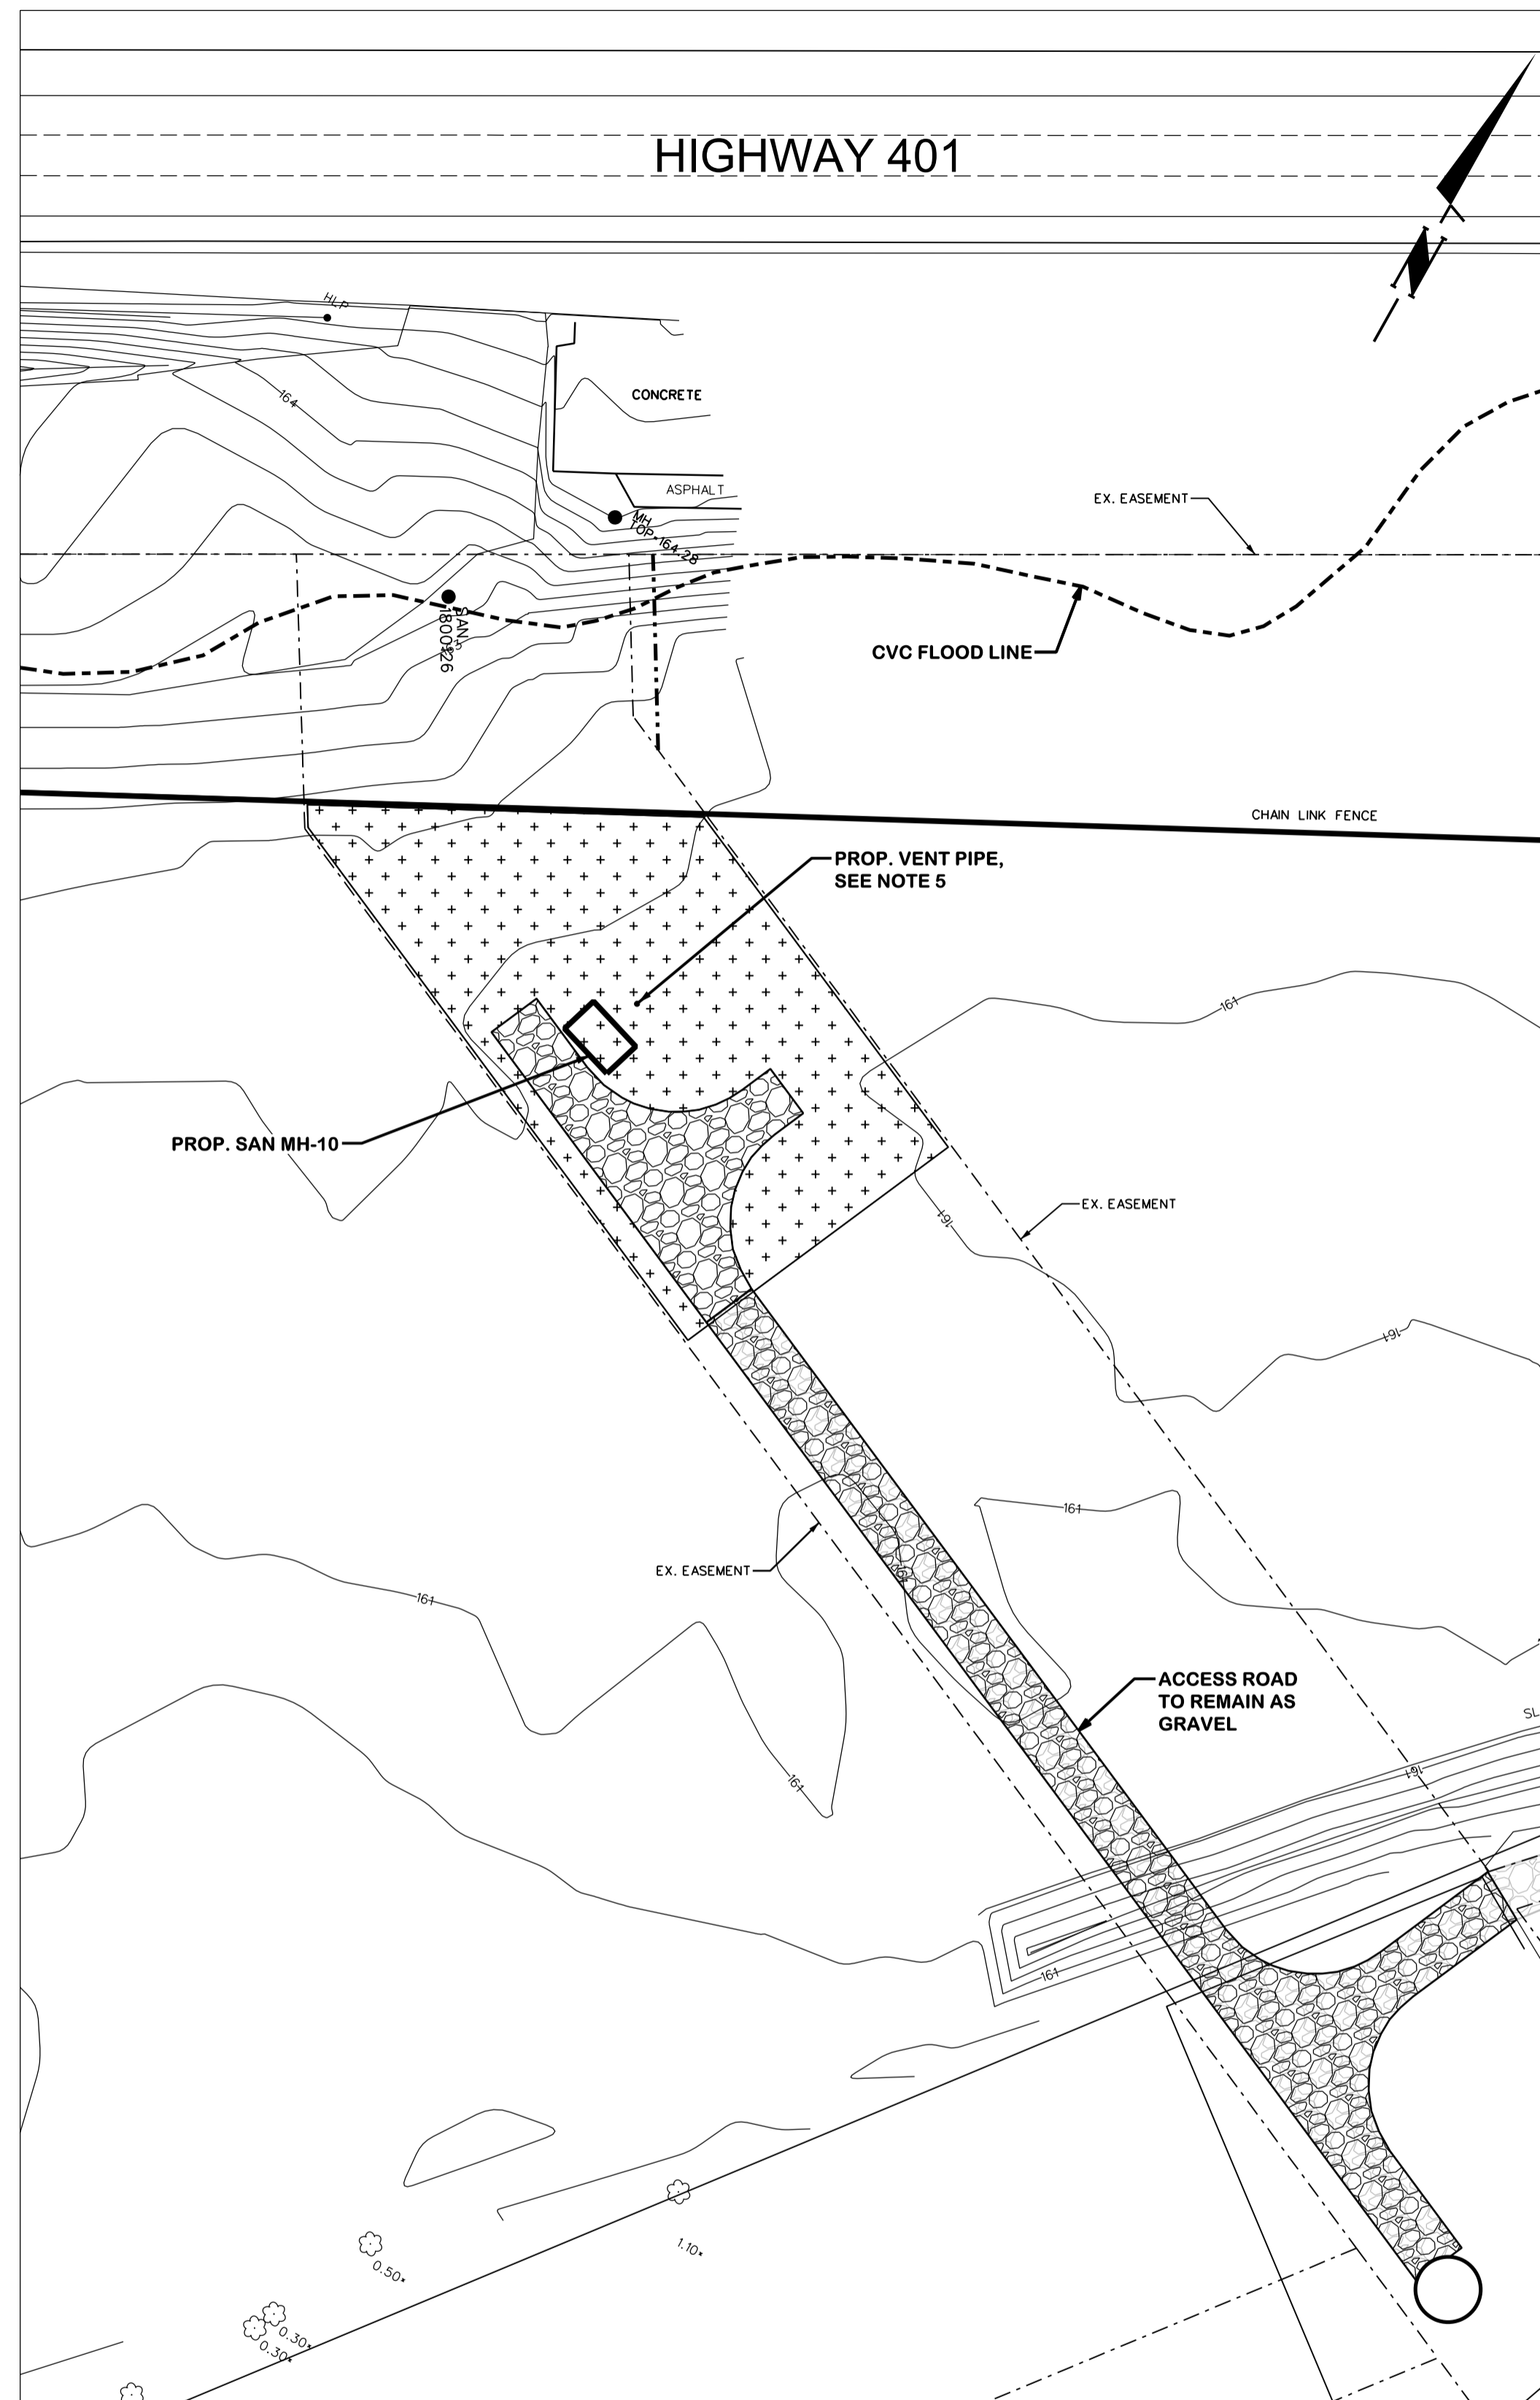 HIGHWAY 401
N
HLP
164
CONCRETE
ASPHALT
MH
TOP=164.28
EX. EASEMENT
CVC FLOOD LINE
CHAIN LINK FENCE
PROP. VENT PIPE,
SEE NOTE 5
161
PROP. SAN MH-10
EX. EASEMENT
161
161
161
EX. EASEMENT
161
161
ACCESS ROAD
TO REMAIN AS
GRAVEL
SL
161
161
161
1.10*
0.50*
0.30*
0.30*